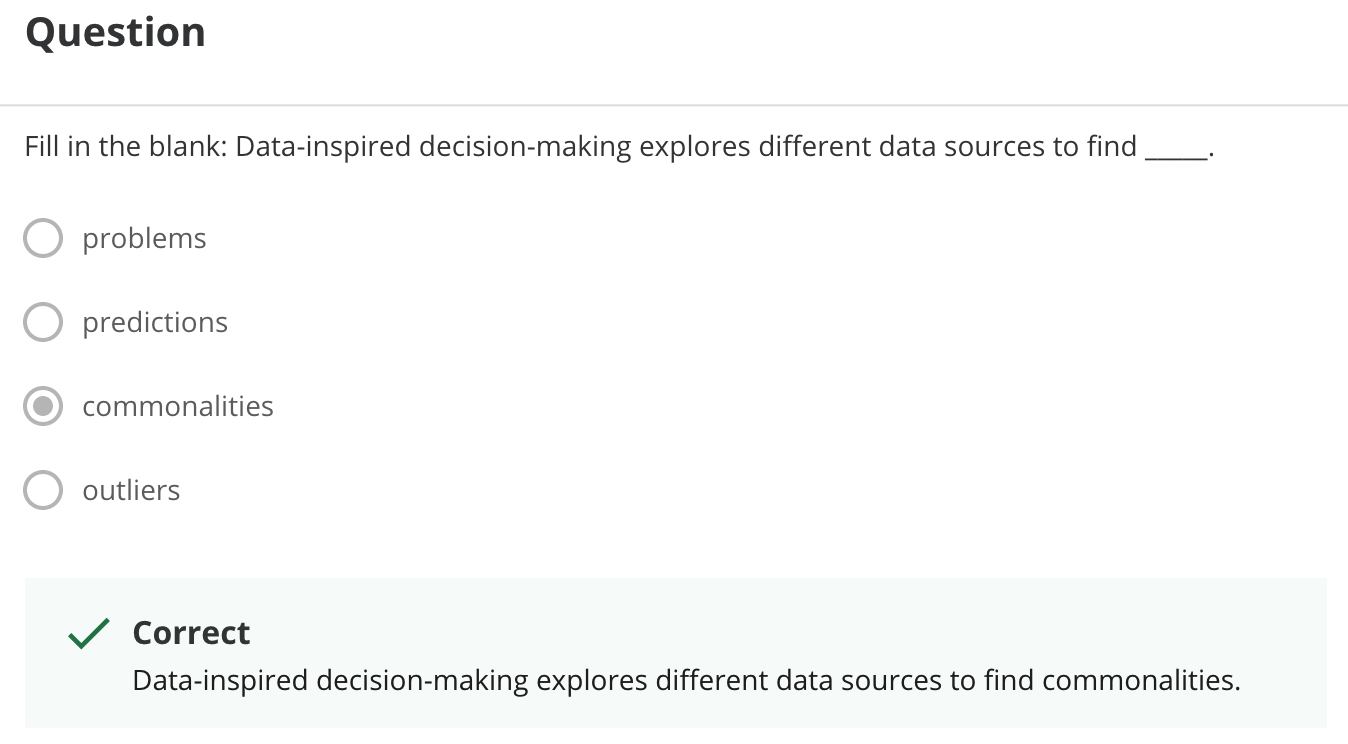 Question
Fill in the blank: Data-inspired decision-making explores different data sources to find _____.
problems
predictions
commonalities
outliers
Correct
Data-inspired decision-making explores different data sources to find commonalities.